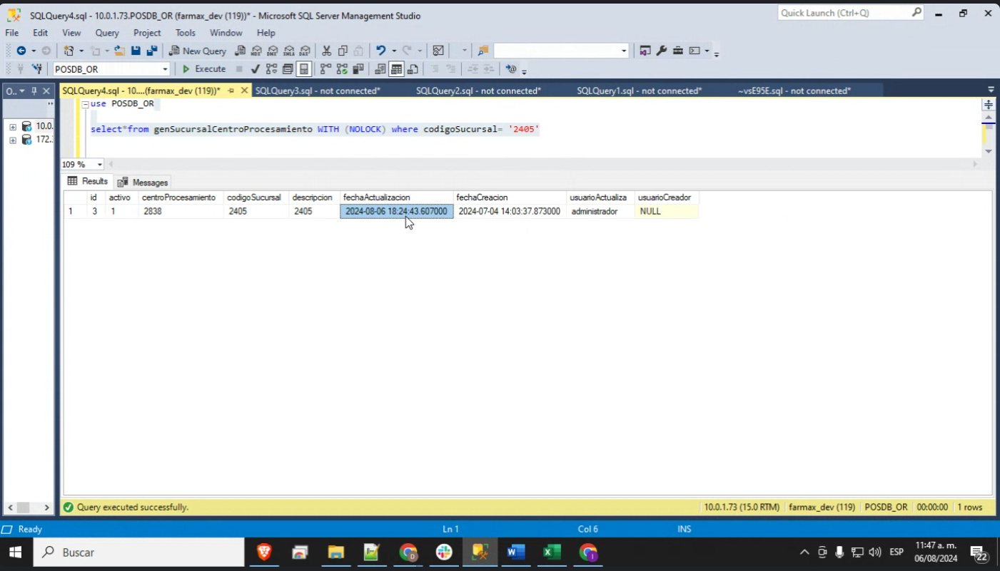 SQLQuery4.sql - 10.0.1.73.POSDB_OR (farmax_dev (119))* - Microsoft SQL Server Management Studio
Quick Launch (Ctrl+Q)
File Edit View Query Project Tools Window Help
New Query
MDX DMX XMLA DAX
POSDB_OR
Execute
O..
SQLQuery4.sql - 10....(farmax_dev (119))*
SQLQuery3.sql - not connected*
SQLQuery2.sql - not connected*
SQLQuery1.sql - not connected*
~vsE95E.sql - not connected*
10.0.
172.
use POSDB_OR
select*from genSucursalCentroProcesamiento WITH (NOLOCK) where codigoSucursal= '2405'
109 %
Results Messages
id activo centroProcesamiento codigoSucursal descripcion fechaActualizacion fechaCreacion usuarioActualiza usuarioCreador
1 3 1 2838 2405 2405 2024-08-06 18:24:43.607000 2024-07-04 14:03:37.873000 administrador NULL
Query executed successfully.
10.0.1.73 (15.0 RTM) farmax_dev (119) POSDB_OR 00:00:00 1 rows
Ready Ln 1 Col 6 INS
Buscar
ESP
11:47 a. m.
06/08/2024
22